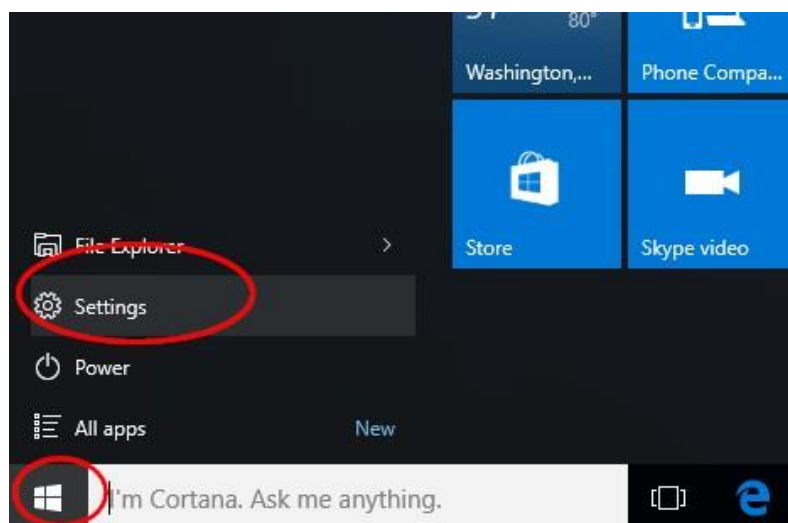 80°
Washington,...
Phone Compa...
Store
Skype video
File Explorer
Settings
Power
All apps
New
I'm Cortana. Ask me anything.